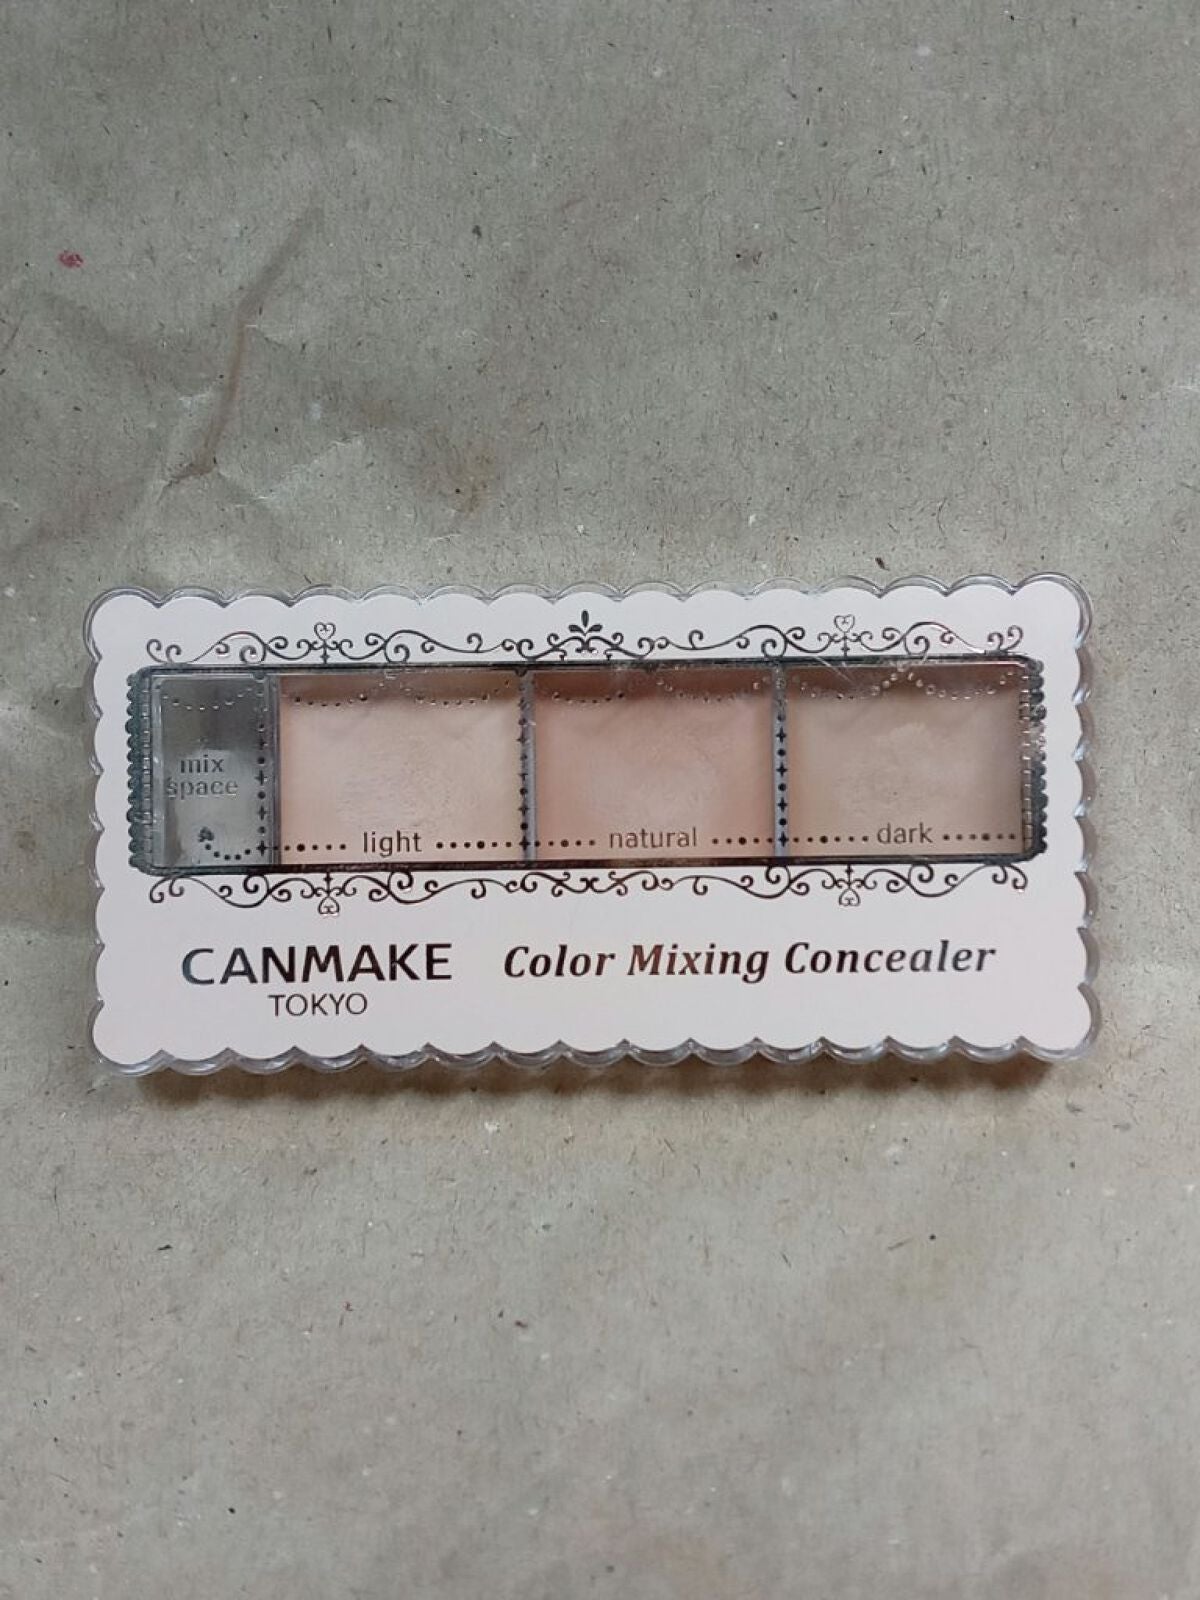 mix
space
light
natural
dark
CANMAKE
TOKYO
Color Mixing Concealer